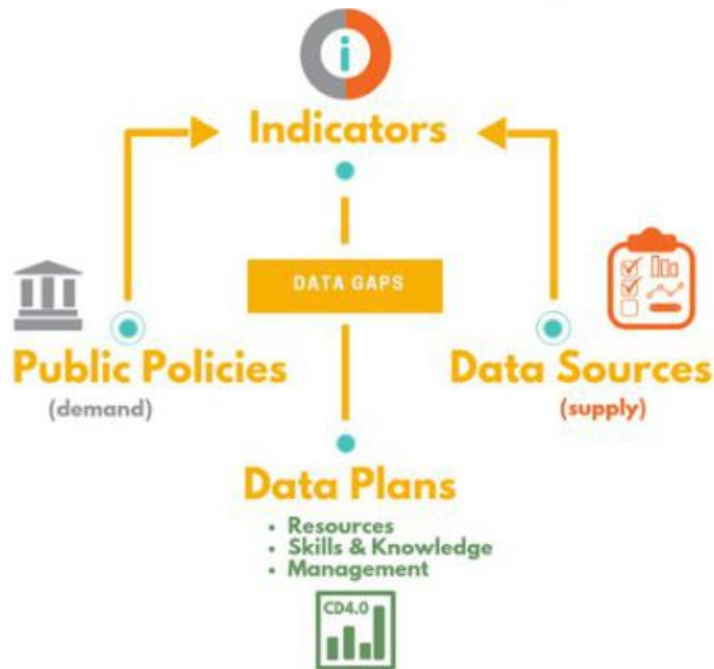 i
Indicators
DATA GAPS
Public Policies
(demand)
Data Sources
(supply)
Data Plans
• Resources
• Skills & Knowledge
• Management
CD4.0